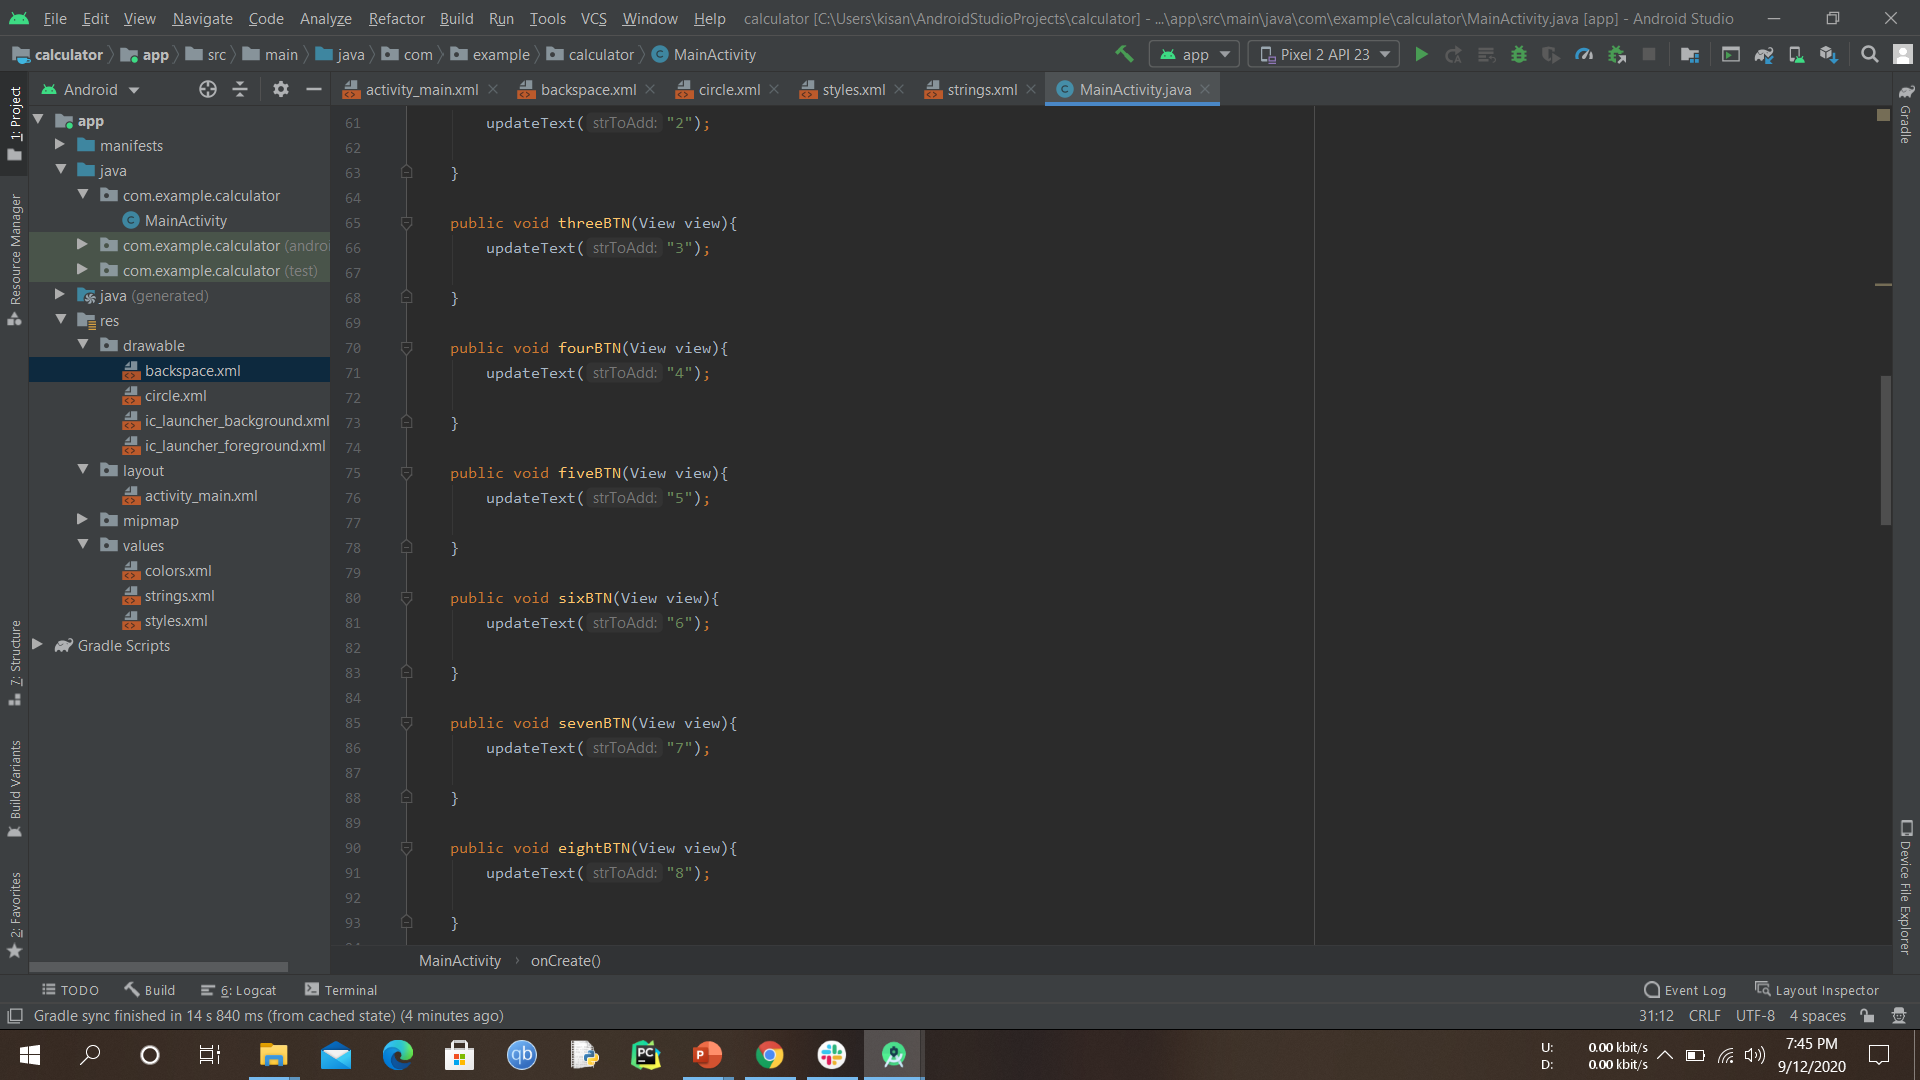 File Edit View Navigate Code Analyze Refactor Build Run Tools VCS Window Help calculator [C:\Users\kisan\AndroidStudioProjects\calculator] - ...\app\src\main\java\com\example\calculator\MainActivity.java [app] - Android Studio
calculator app src main java com example calculator MainActivity app Pixel 2 API 23
Android activity_main.xml backspace.xml circle.xml styles.xml strings.xml MainActivity.java
1: Project
Resource Manager
7: Structure
Build Variants
2: Favorites
app
manifests
java
com.example.calculator
MainActivity
com.example.calculator (androi
com.example.calculator (test)
java (generated)
res
drawable
backspace.xml
circle.xml
ic_launcher_background.xml
ic_launcher_foreground.xml
layout
activity_main.xml
mipmap
values
colors.xml
strings.xml
styles.xml
Gradle Scripts
61 updateText( strToAdd: "2");
62
63 }
64
65 public void threeBTN(View view){
66 updateText( strToAdd: "3");
67
68 }
69
70 public void fourBTN(View view){
71 updateText( strToAdd: "4");
72
73 }
74
75 public void fiveBTN(View view){
76 updateText( strToAdd: "5");
77
78 }
79
80 public void sixBTN(View view){
81 updateText( strToAdd: "6");
82
83 }
84
85 public void sevenBTN(View view){
86 updateText( strToAdd: "7");
87
88 }
89
90 public void eightBTN(View view){
91 updateText( strToAdd: "8");
92
93 }
Gradle
Device File Explorer
MainActivity onCreate()
TODO Build 6: Logcat Terminal Event Log Layout Inspector
Gradle sync finished in 14 s 840 ms (from cached state) (4 minutes ago) 31:12 CRLF UTF-8 4 spaces
qb PC P
U: 0.00 kbit/s
D: 0.00 kbit/s
7:45 PM
9/12/2020